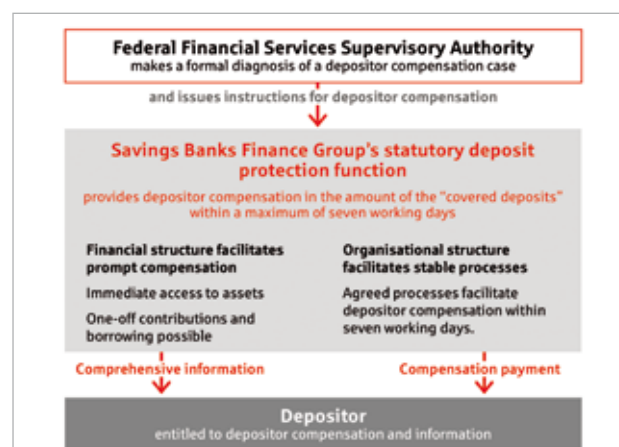 Federal Financial Services Supervisory Authority
makes a formal diagnosis of a depositor compensation case
and issues instructions for depositor compensation
Savings Banks Finance Group's statutory deposit
protection function
provides depositor compensation in the amount of the "covered deposits"
within a maximum of seven working days
Financial structure facilitates
prompt compensation
Immediate access to assets
One-off contributions and
borrowing possible
Organisational structure
facilitates stable processes
Agreed processes facilitate
depositor compensation within
seven working days.
Comprehensive information
Compensation payment
Depositor
entitled to depositor compensation and information